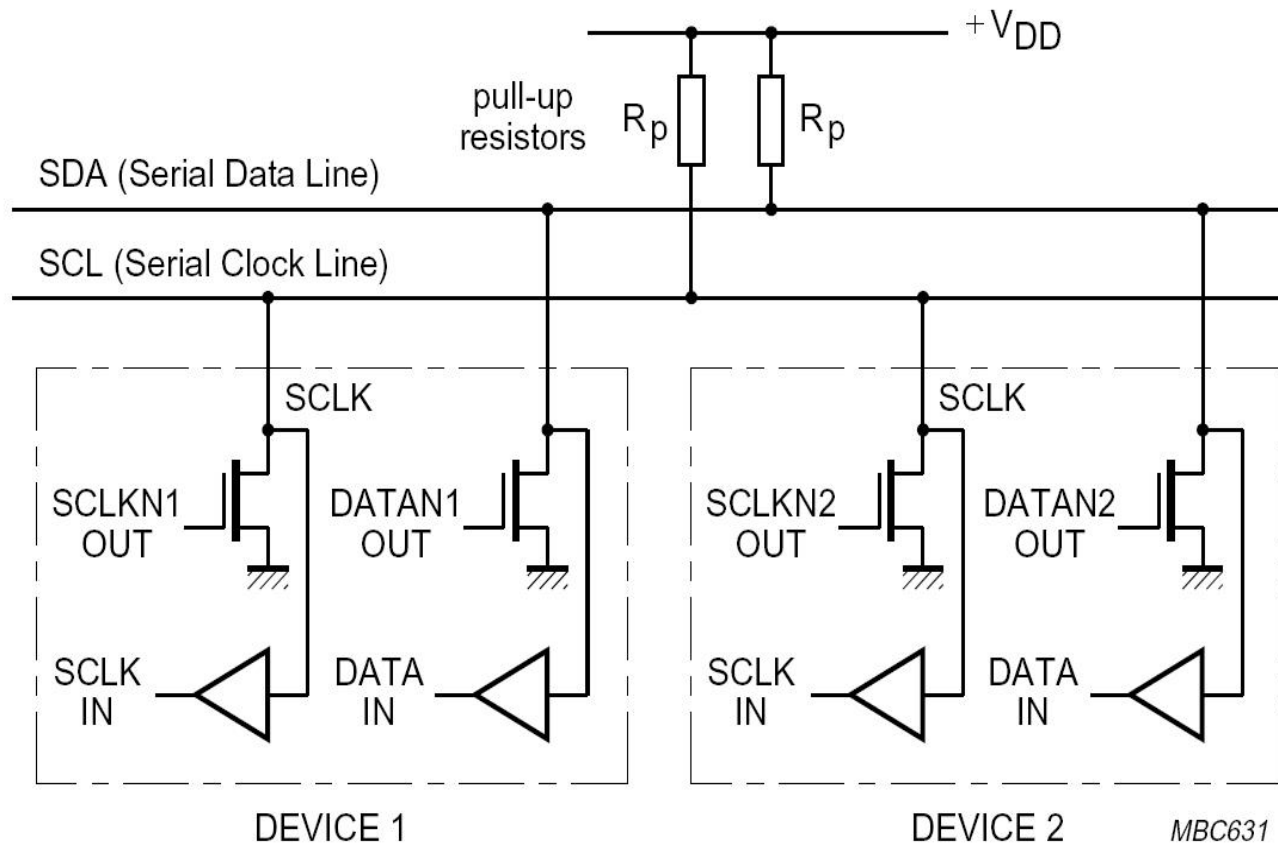 +VDD
pull-up
resistors
Rp
Rp
SDA (Serial Data Line)
SCL (Serial Clock Line)
SCLK
SCLKN1
OUT
DATAN1
OUT
SCLK
IN
DATA
IN
SCLK
SCLKN2
OUT
DATAN2
OUT
SCLK
IN
DATA
IN
DEVICE 1
DEVICE 2
MBC631